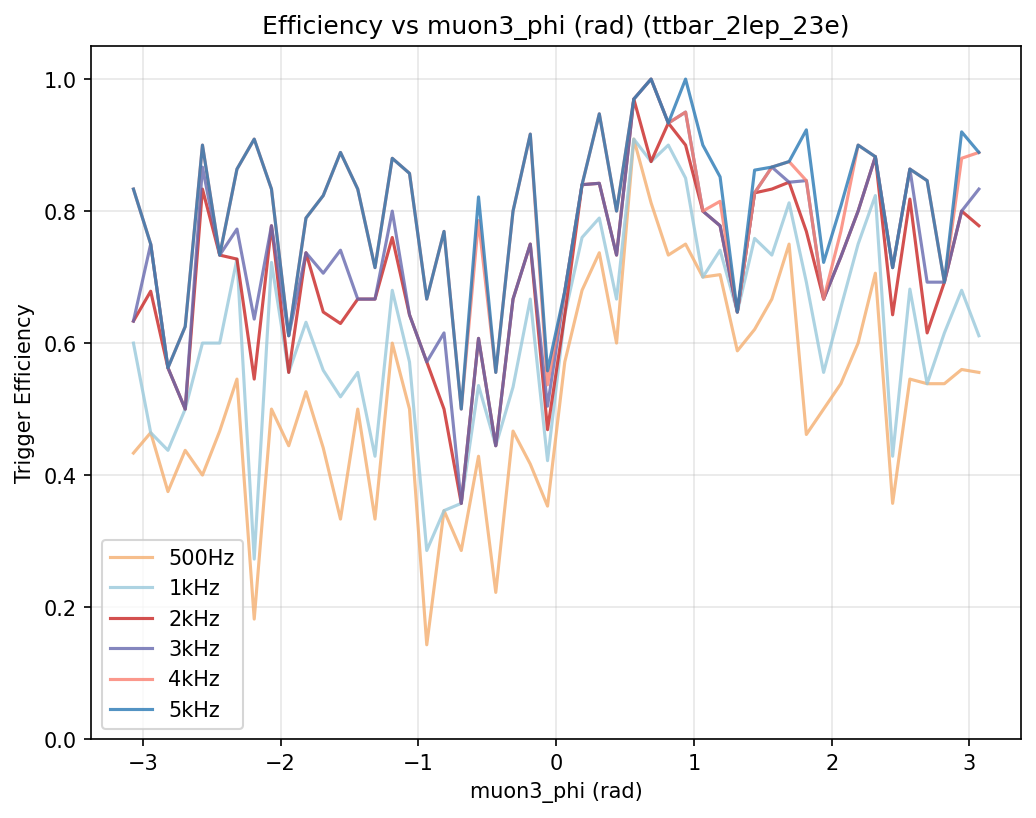 Efficiency vs muon3_phi (rad) (ttbar_2lep_23e)
Trigger Efficiency
1.0
0.8
0.6
0.4
0.2
0.0
500Hz
1kHz
2kHz
3kHz
4kHz
5kHz
−3 −2 −1 0 1 2 3
muon3_phi (rad)